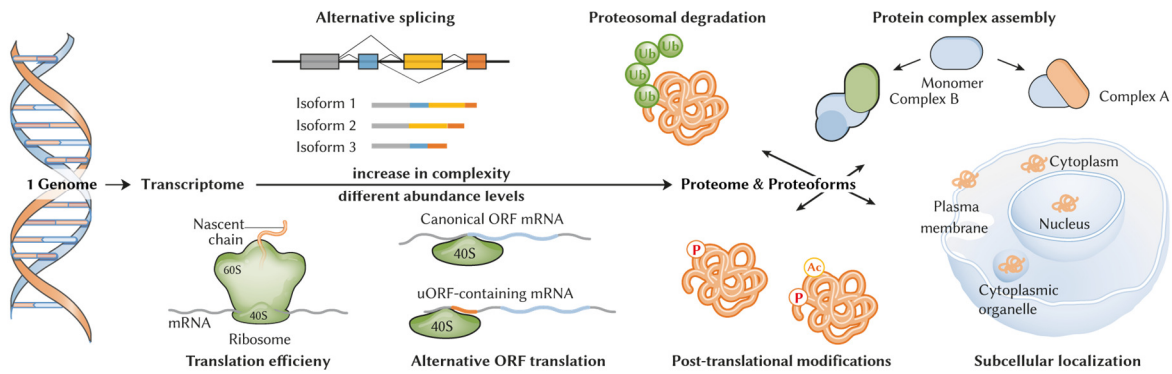 Alternative splicing
Proteosomal degradation
Protein complex assembly
Isoform 1
Isoform 2
Isoform 3
Ub
Ub
Ub
Ub
Monomer
Complex B
Complex A
1 Genome
Transcriptome
increase in complexity
different abundance levels
Proteome & Proteoforms
Nascent
chain
60S
40S
mRNA
Ribosome
Translation efficieny
Canonical ORF mRNA
40S
uORF-containing mRNA
40S
Alternative ORF translation
P
Ac
P
Post-translational modifications
Cytoplasm
Plasma
membrane
Nucleus
Cytoplasmic
organelle
Subcellular localization